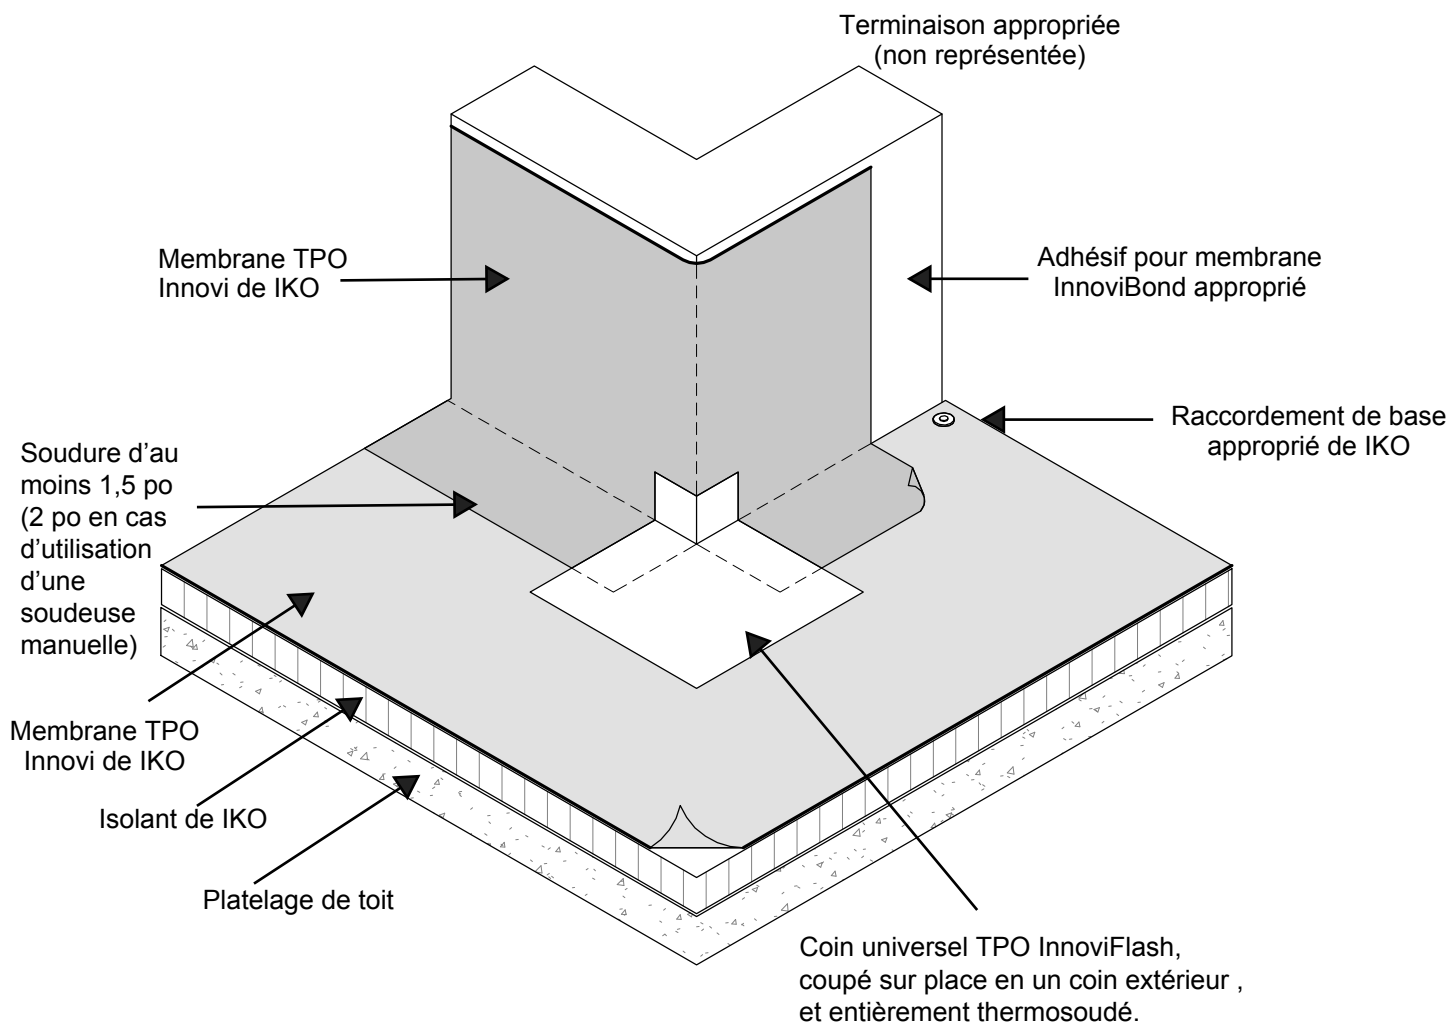 Terminaison appropriée
(non représentée)
Membrane TPO
Innovi de IKO
Adhésif pour membrane
InnoviBond approprié
Raccordement de base
approprié de IKO
Soudure d’au
moins 1,5 po
(2 po en cas
d’utilisation
d’une
soudeuse
manuelle)
Membrane TPO
Innovi de IKO
Isolant de IKO
Platelage de toit
Coin universel TPO InnoviFlash,
coupé sur place en un coin extérieur ,
et entièrement thermosoudé.